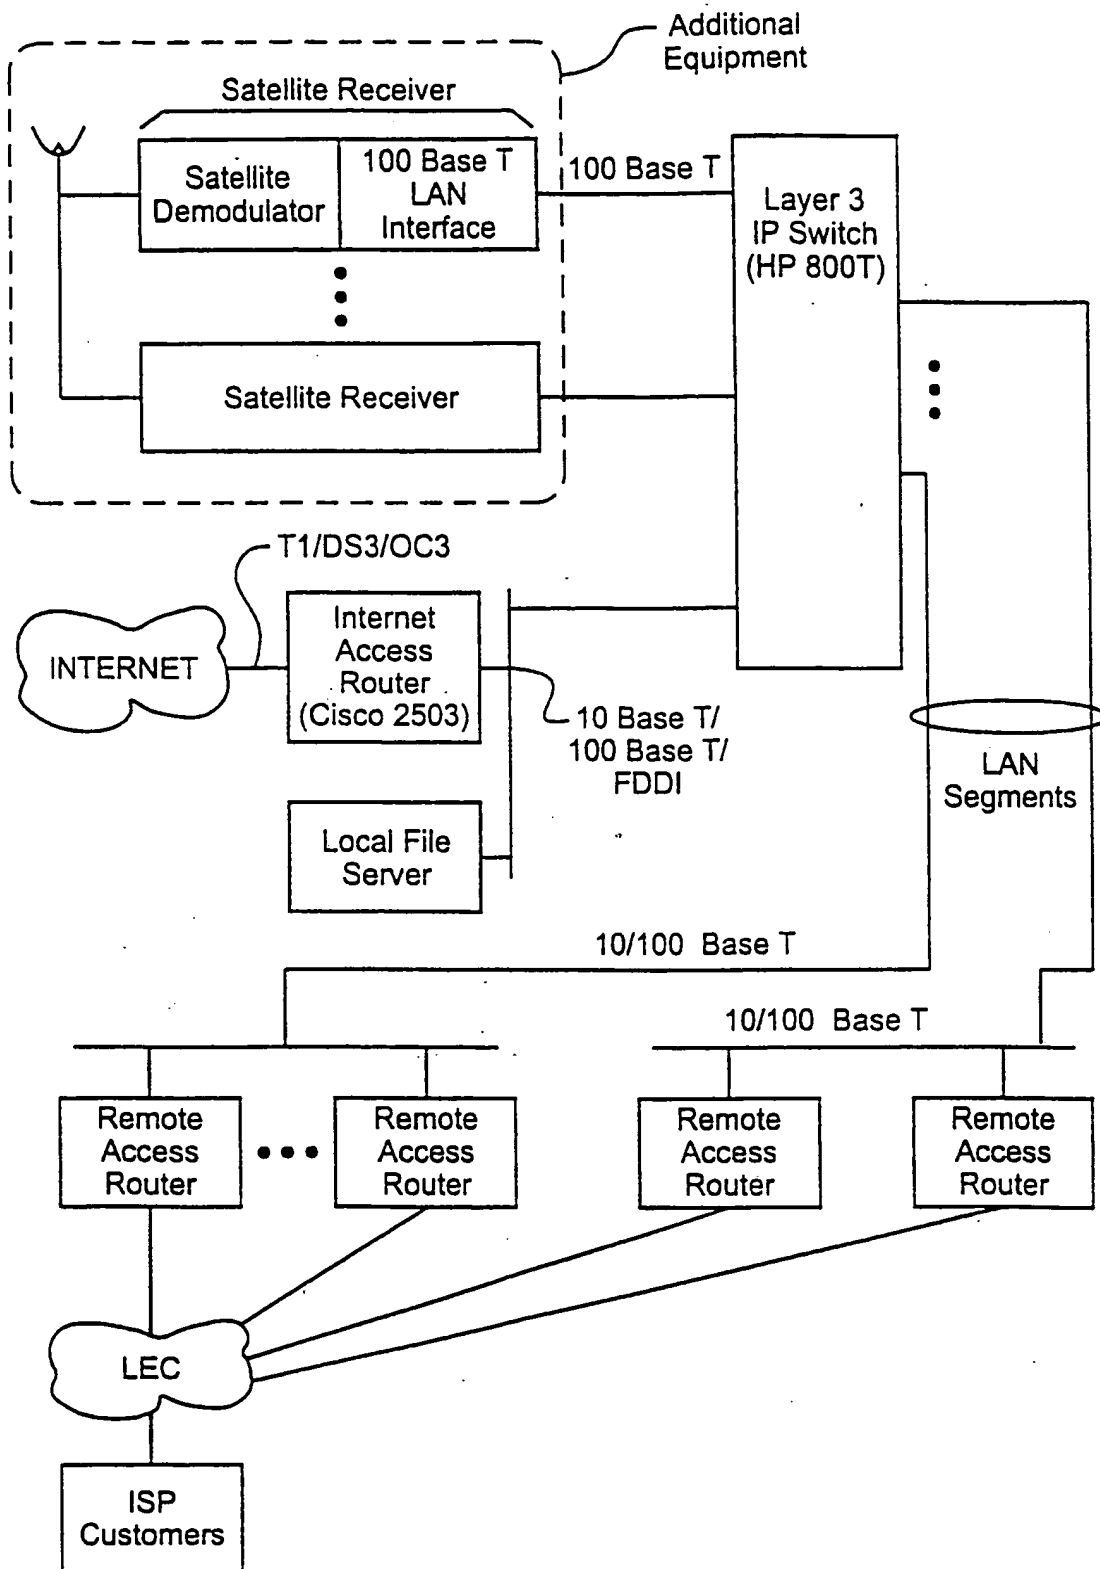 Additional
Equipment
Satellite Receiver
Satellite
Demodulator
100 Base T
LAN
Interface
100 Base T
Layer 3
IP Switch
(HP 800T)
Satellite Receiver
T1/DS3/OC3
INTERNET
Internet
Access
Router
(Cisco 2503)
10 Base T/
100 Base T/
FDDI
LAN
Segments
Local File
Server
10/100 Base T
10/100 Base T
Remote
Access
Router
Remote
Access
Router
Remote
Access
Router
Remote
Access
Router
LEC
ISP
Customers